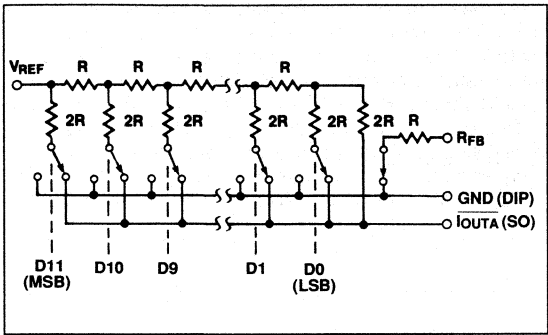 VREF R R R R
2R 2R 2R 2R 2R 2R R RFB
GND (DIP)
IOUTA (SO)
D11 D10 D9 D1 D0
(MSB) (LSB)